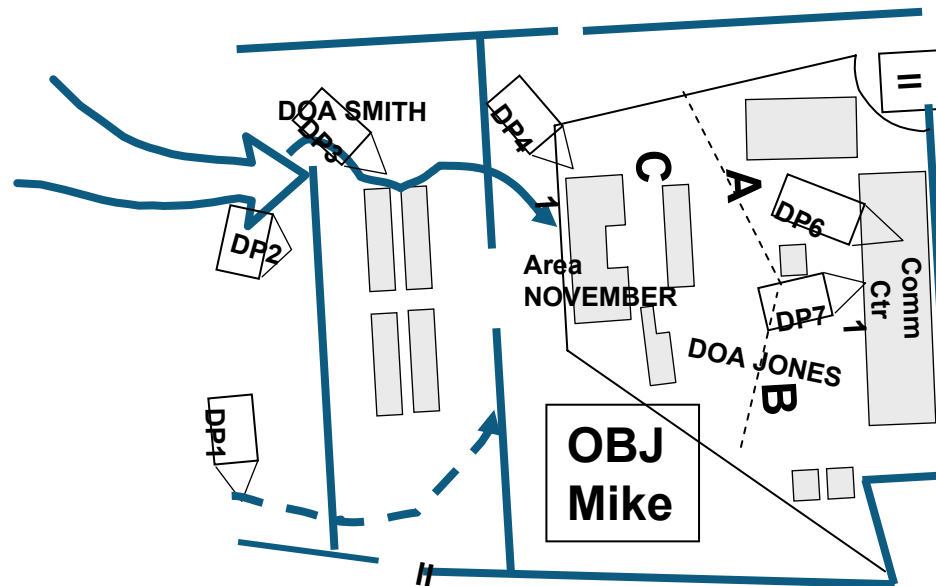 II
DOA SMITH
DP3
DP4
C
A
DP6
1
DP2
Area
NOVEMBER
Comm
Ctr
DP7
1
DOA JONES
B
DP1
OBJ
Mike
II